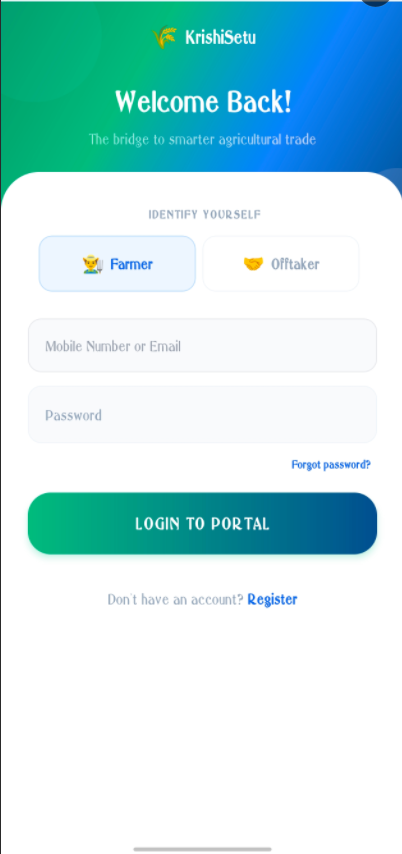 KrishiSetu
Welcome Back!
The bridge to smarter agricultural trade
IDENTIFY YOURSELF
Farmer
Offtaker
Mobile Number or Email
Password
Forgot password?
LOGIN TO PORTAL
Don't have an account? Register